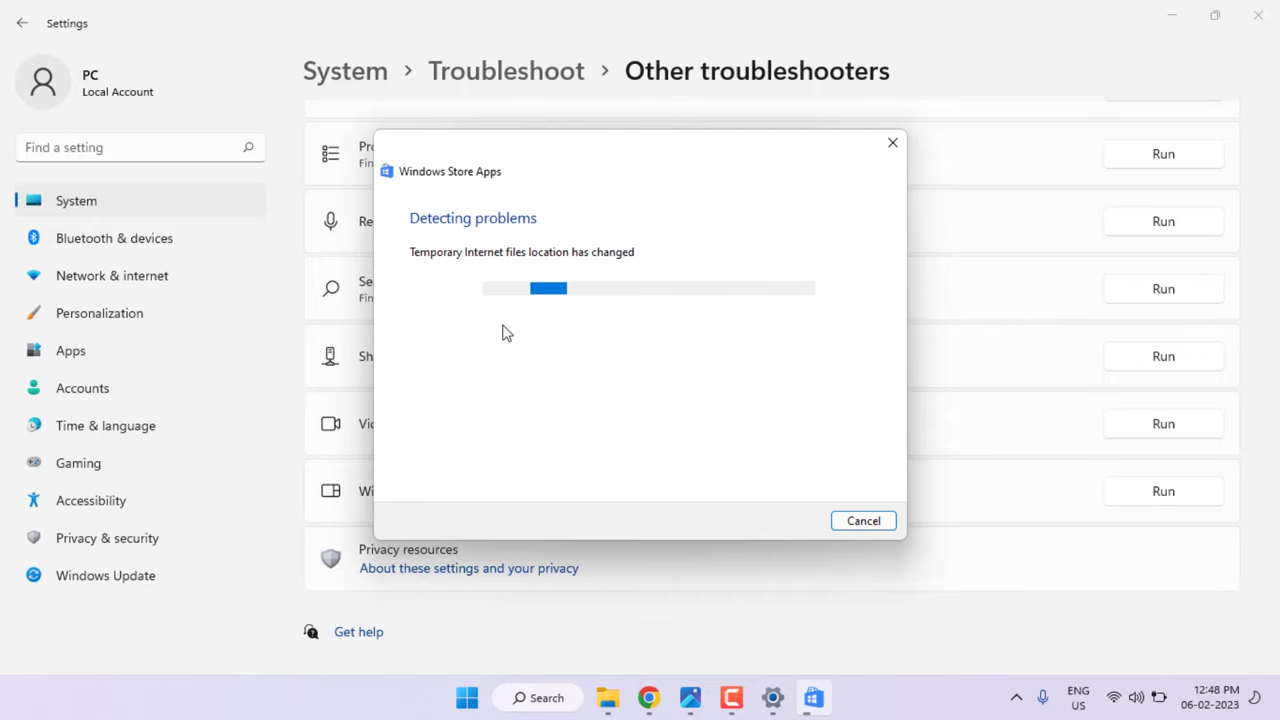 Settings
PC
Local Account
Find a setting
System
Bluetooth & devices
Network & internet
Personalization
Apps
Accounts
Time & language
Gaming
Accessibility
Privacy & security
Windows Update
System > Troubleshoot > Other troubleshooters
Run
Run
Run
Run
Run
Run
Windows Store Apps
Detecting problems
Temporary Internet files location has changed
Cancel
Privacy resources
About these settings and your privacy
Get help
Search
ENG
US
12:48 PM
06-02-2023